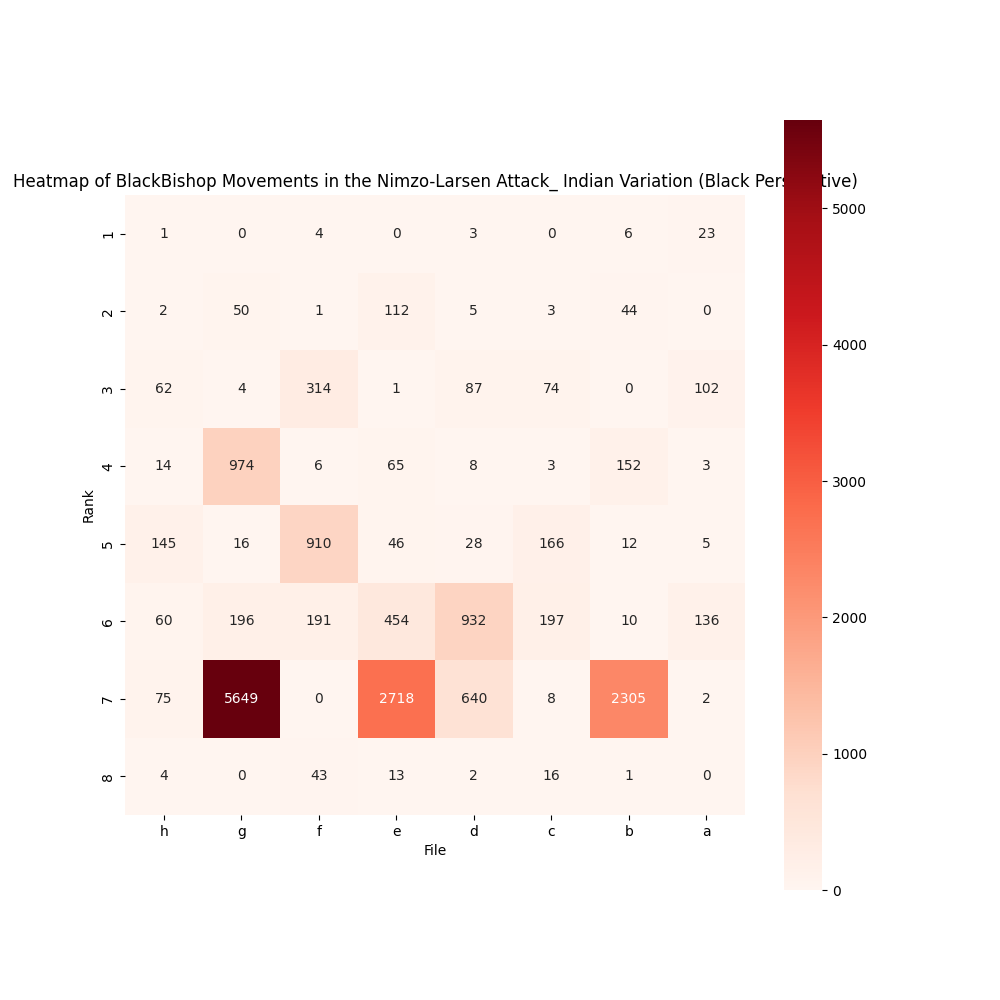 Heatmap of BlackBishop Movements in the Nimzo-Larsen Attack_ Indian Variation (Black Pers tive)
5000
1 1 0 4 0 3 0 6 23
2 2 50 1 112 5 3 44 0
4000
3 62 4 314 1 87 74 0 102
4 14 974 6 65 8 3 152 3
3000
Rank
5 145 16 910 46 28 166 12 5
2000
6 60 196 191 454 932 197 10 136
7 75 5649 0 2718 640 8 2305 2
1000
8 4 0 43 13 2 16 1 0
h g f e d c b a
File
0